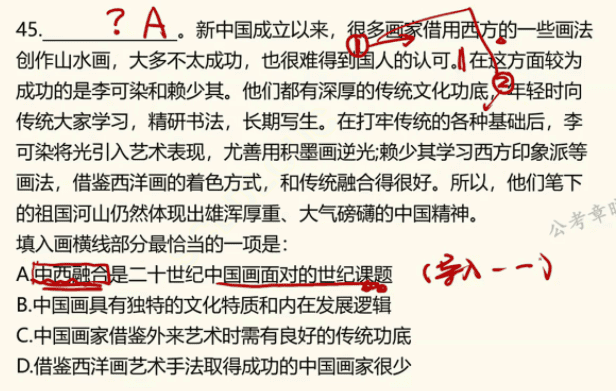 ? A
45.____________。新中国成立以来，很多画家借用西方的一些画法
①
创作山水画，大多不太成功，也很难得到国人的认可。在这方面较为
②
成功的是李可染和赖少其。他们都有深厚的传统文化功底，年轻时向
传统大家学习，精研书法，长期写生。在打牢传统的各种基础后，李
可染将光引入艺术表现，尤善用积墨画逆光;赖少其学习西方印象派等
画法，借鉴西洋画的着色方式，和传统融合得很好。所以，他们笔下
的祖国河山仍然体现出雄浑厚重、大气磅礴的中国精神。
公考章
填入画横线部分最恰当的一项是：
A.中西融合是二十世纪中国画面对的世纪课题
B.中国画具有独特的文化特质和内在发展逻辑
C.中国画家借鉴外来艺术时需有良好的传统功底
D.借鉴西洋画艺术手法取得成功的中国画家很少